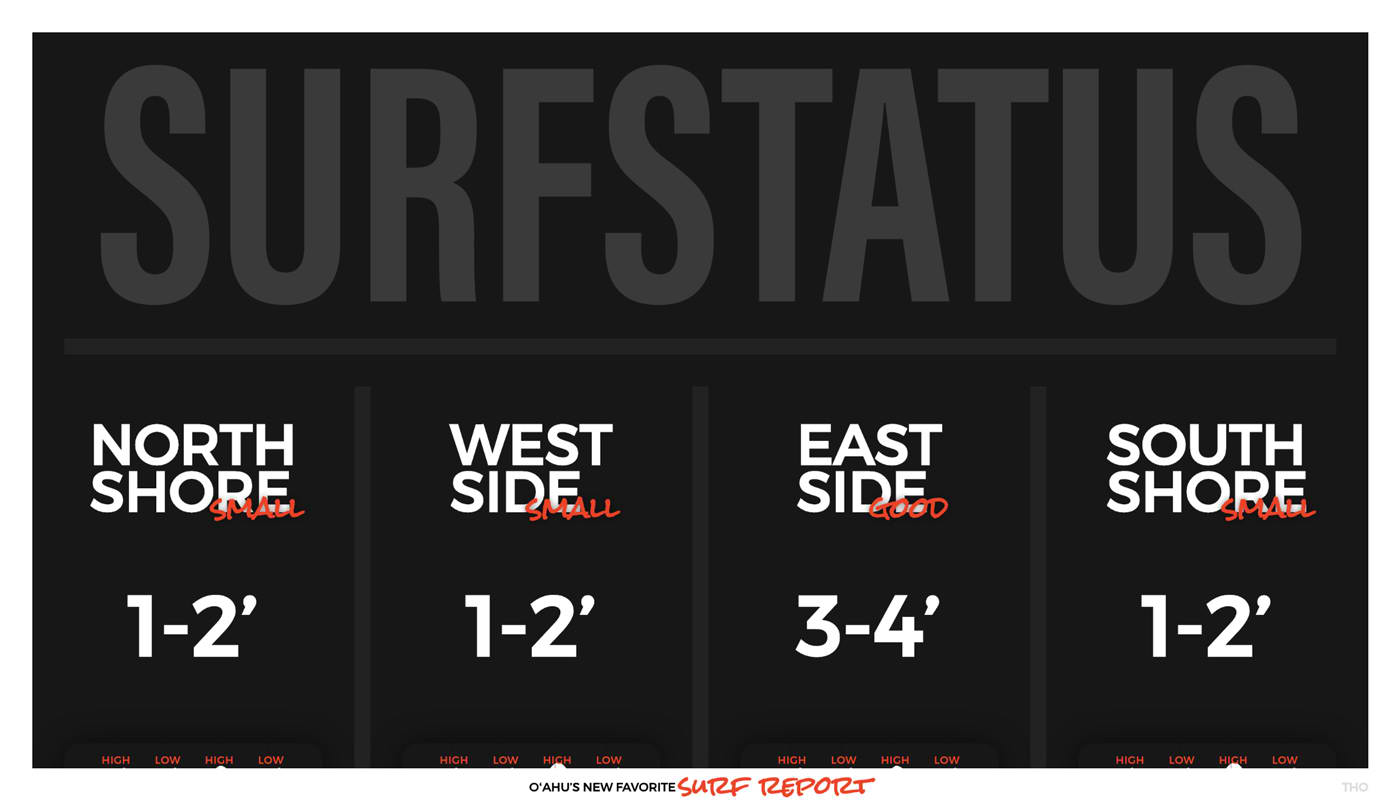 SURFSTATUS
NORTH
SHORE
SMALL
1-2’
HIGH LOW HIGH LOW
WEST
SIDE
SMALL
1-2’
HIGH LOW HIGH LOW
EAST
SIDE
GOOD
3-4’
HIGH LOW HIGH LOW
SOUTH
SHORE
SMALL
1-2’
HIGH LOW HIGH LOW
O'AHU'S NEW FAVORITE SURF REPORT
THO